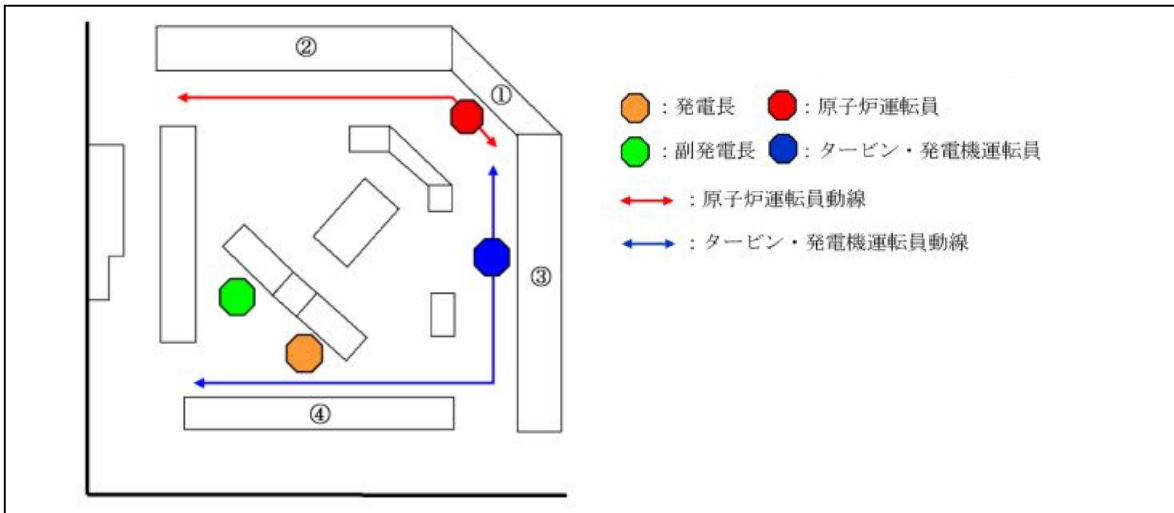 ②
①
③
④
：発電長 ：原子炉運転員
：副発電長 ：タービン・発電機運転員
：原子炉運転員動線
：タービン・発電機運転員動線